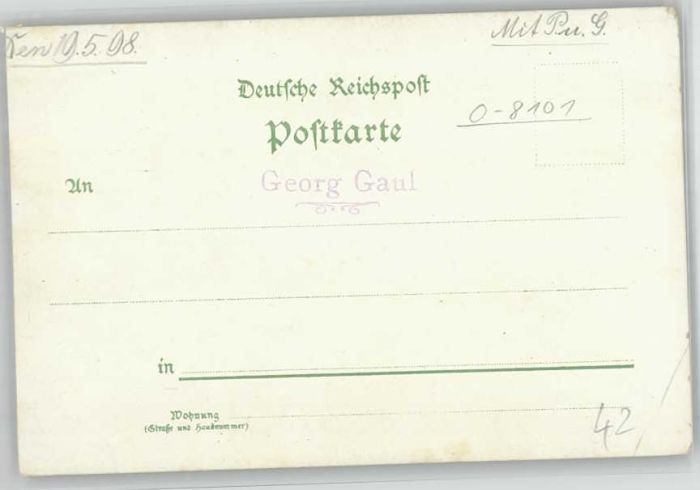 Den 19.5.98.
Mit Pu. G.
Deutsche Reichspost
0-8101
Postkarte
An
Georg Gaul
in
Wohnung
(Straße und Hausnummer)
42